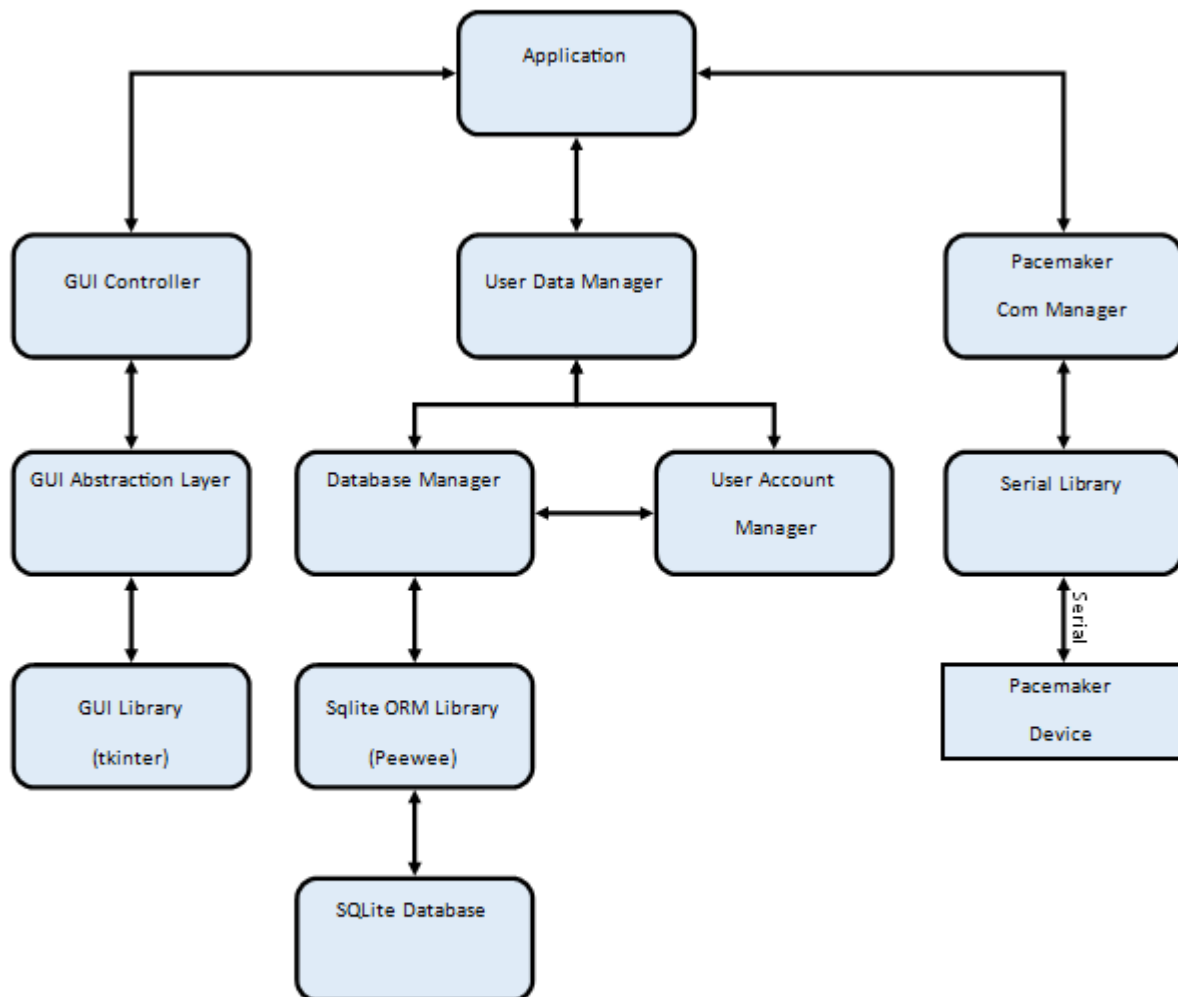 Application
GUI Controller
User Data Manager
Pacemaker
Com Manager
GUI Abstraction Layer
Database Manager
User Account
Manager
Serial Library
Serial
GUI Library
(tkinter)
Sqlite ORM Library
(Peewee)
Pacemaker
Device
SQLite Database